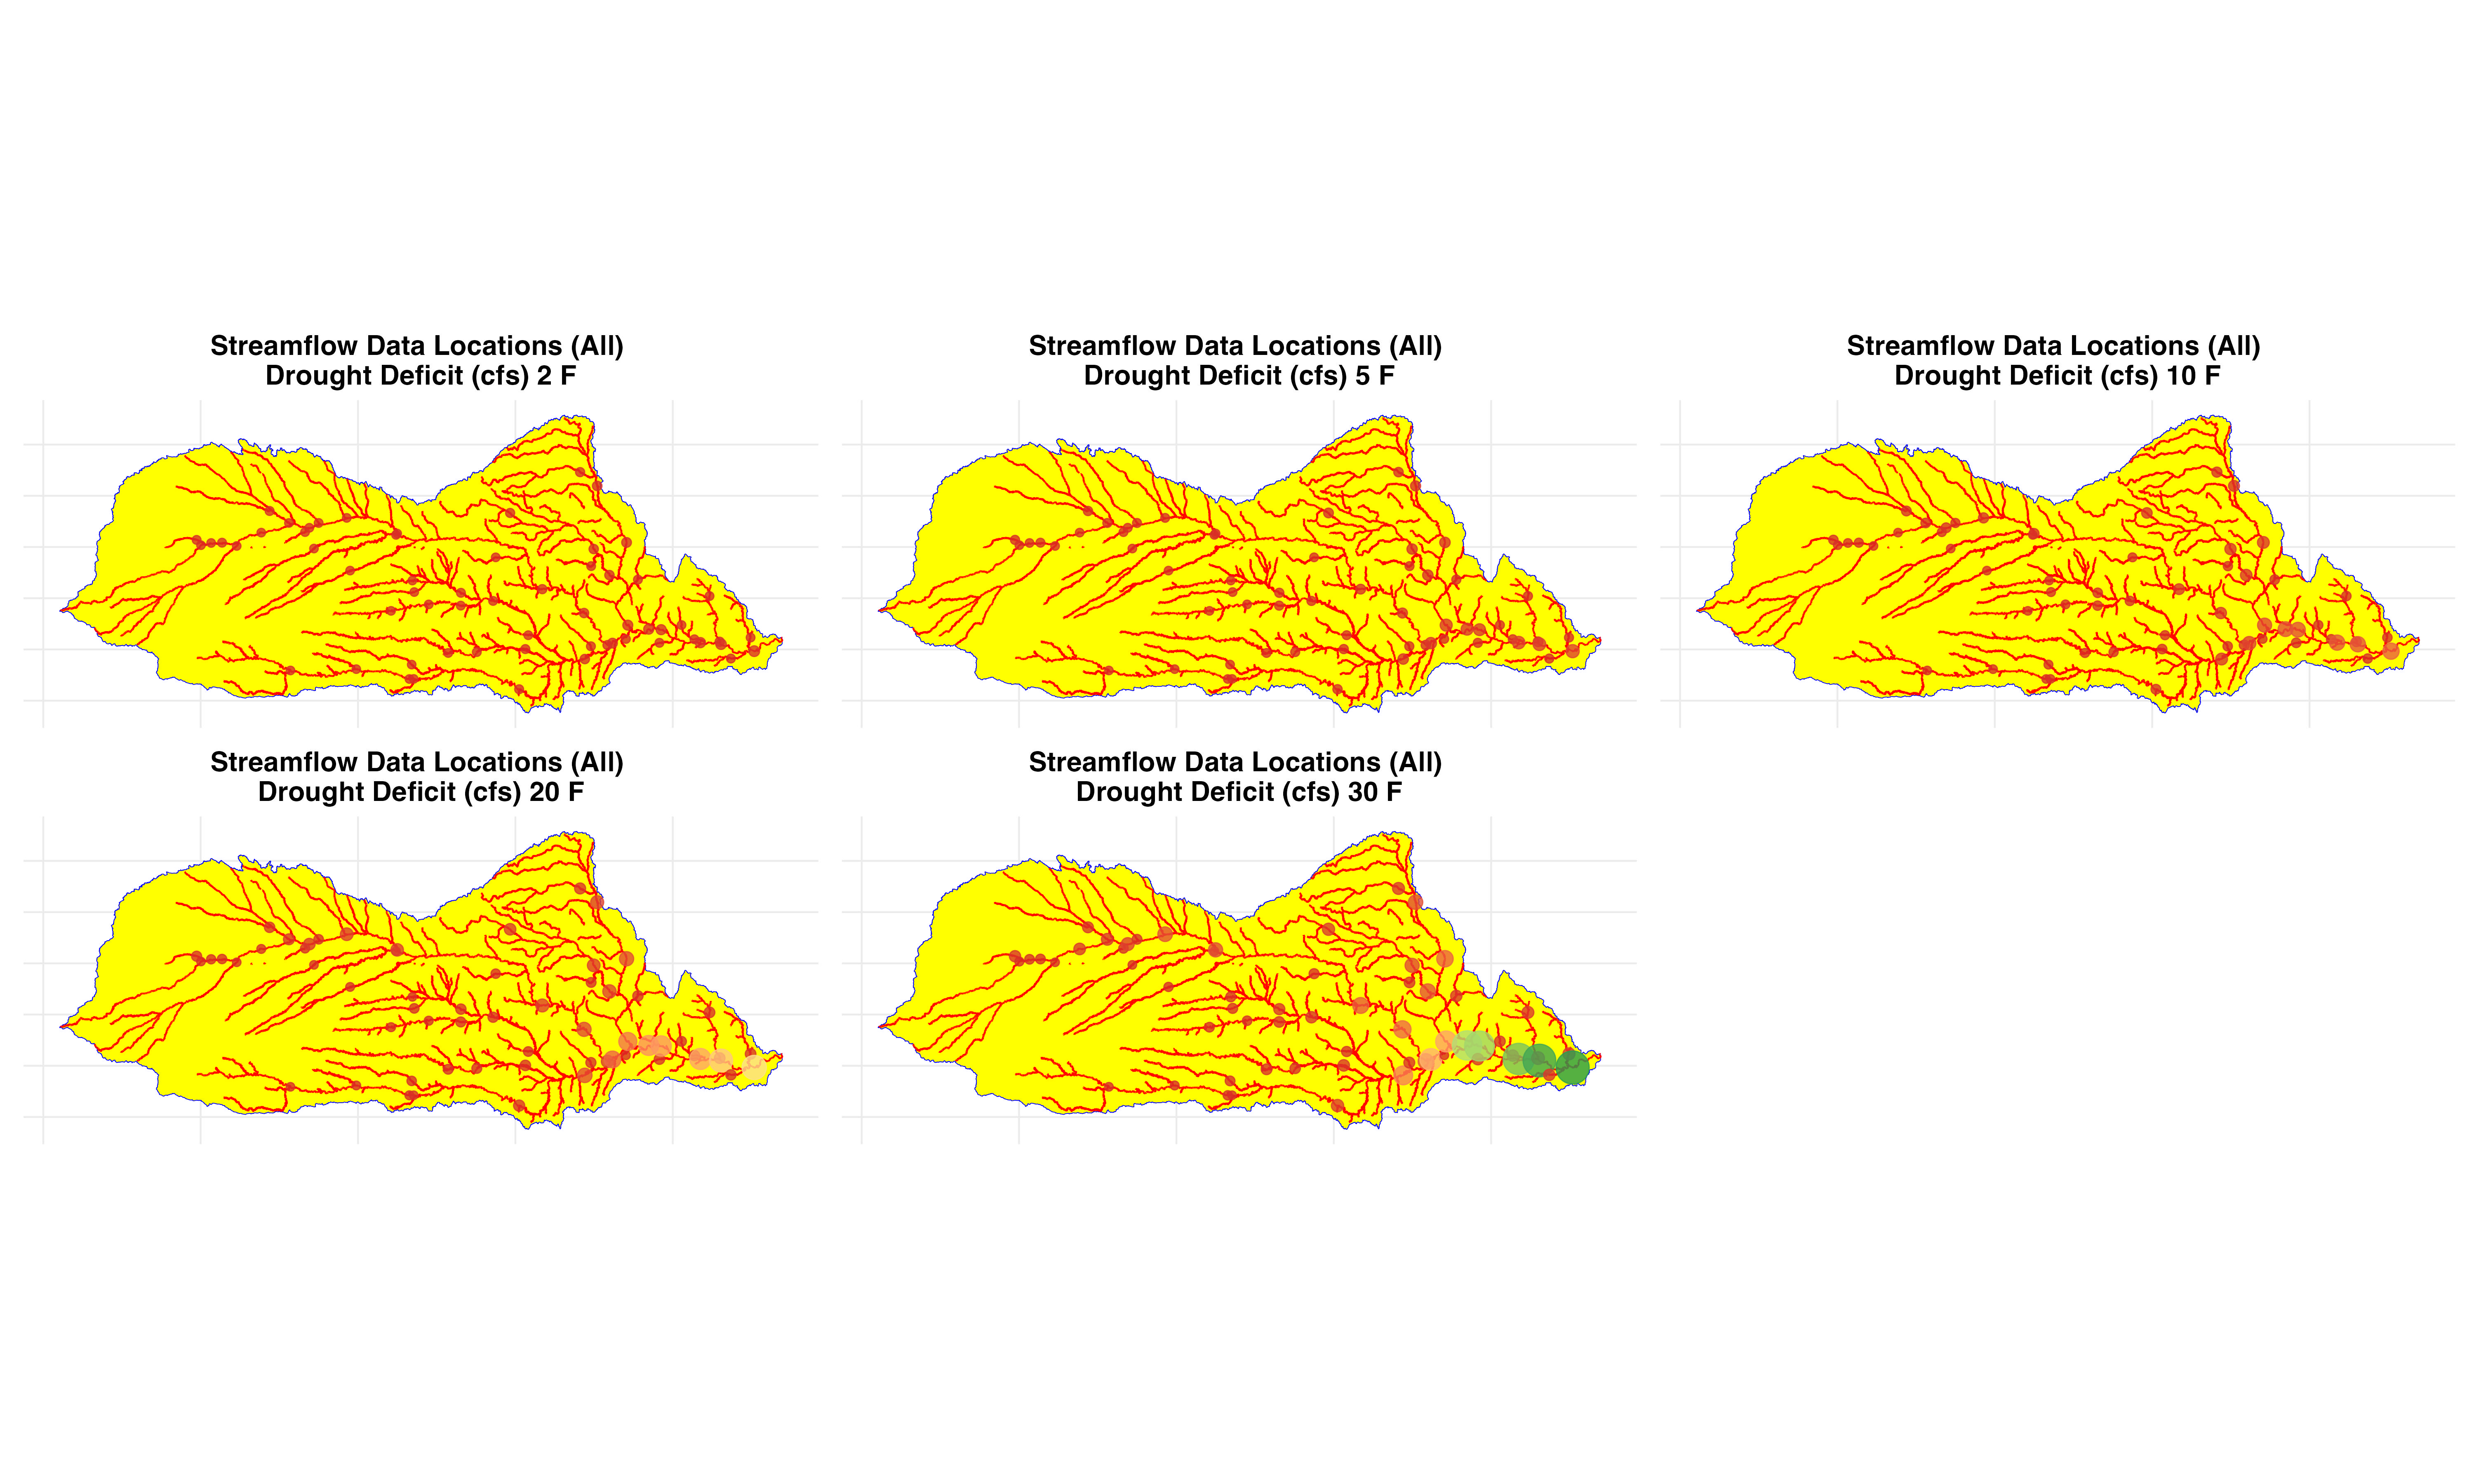 Streamflow Data Locations (All)
Drought Deficit (cfs) 2 F
Streamflow Data Locations (All)
Drought Deficit (cfs) 5 F
Streamflow Data Locations (All)
Drought Deficit (cfs) 10 F
Streamflow Data Locations (All)
Drought Deficit (cfs) 20 F
Streamflow Data Locations (All)
Drought Deficit (cfs) 30 F